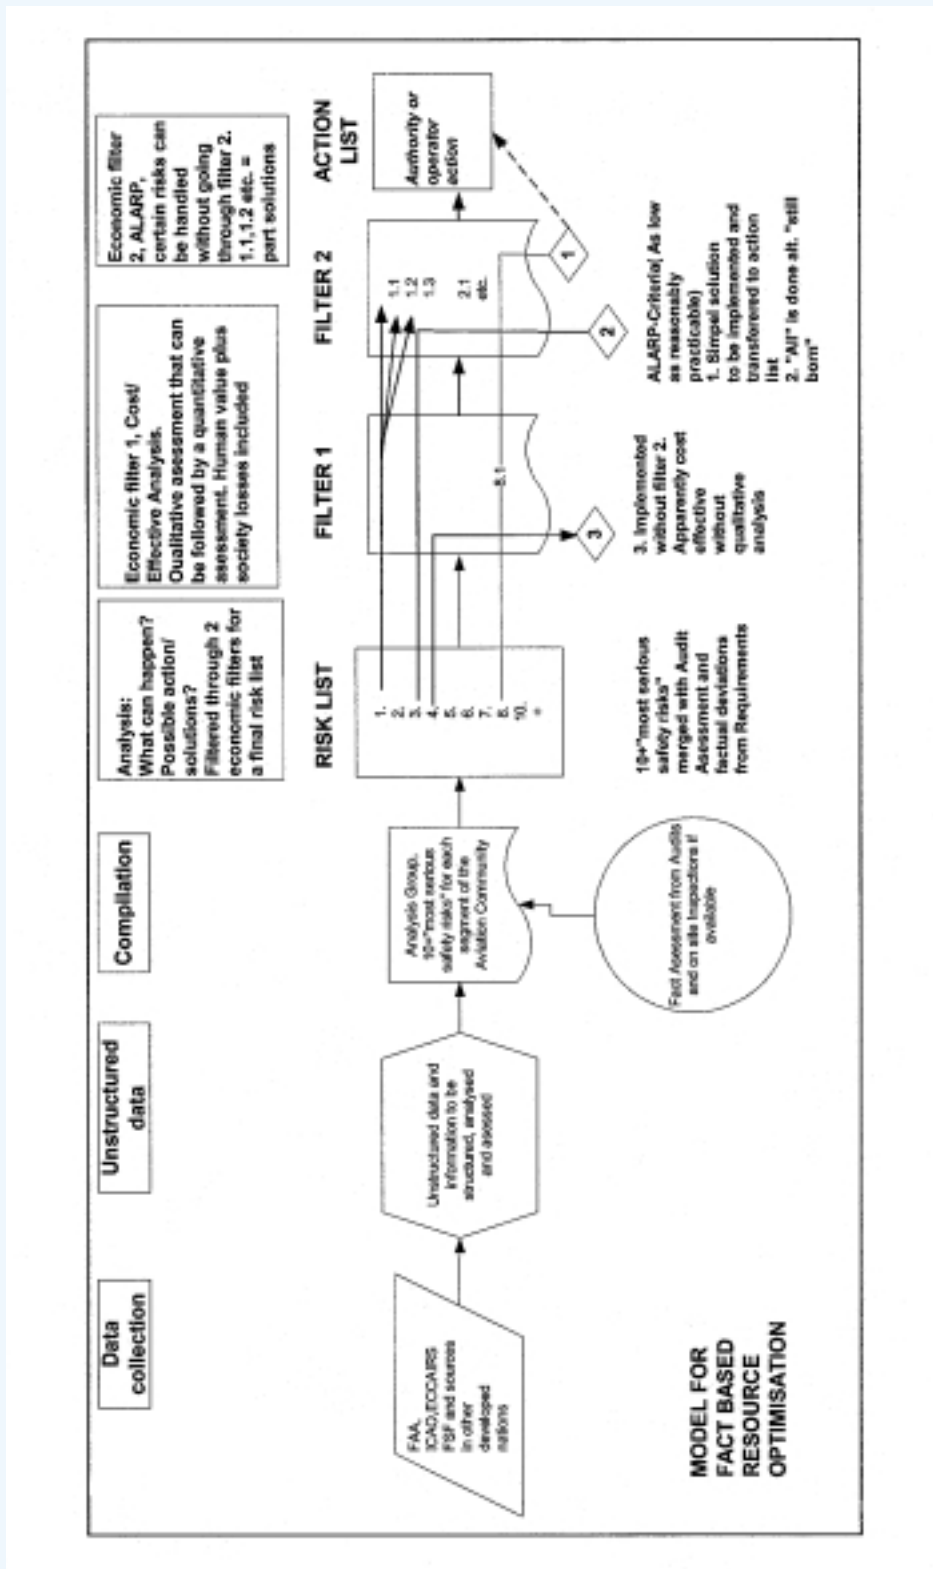 Data
collection
Unstructured
data
Compilation
Analysis:
What can happen?
Possible action/
solutions?
Filtered through 2
economic filters for
a final risk list
Economic filter 1, Cost/
Effective Analysis.
Qualitative asessment that can
be followed by a quantitative
asessment. Human value plus
society losses included
Economic filter
2, ALARP,
certain risks can
be handled
without going
through filter 2.
1.1,1.2 etc. =
part solutions
RISK LIST
FILTER 1
FILTER 2
ACTION
LIST
FAA,
ICAO,ECCAIRS
FSF and sources
in other
developed
nations
Unstructured data and
information to be
structured, analysed
and asessed
Analysis Group.
10+"most serious
safety risks" for each
segment of the
Aviation Community
1.
2.
3.
4.
5.
6.
7.
8.
10.
+
8.1
1.1
1.2
1.3
2.1
etc.
Authority or
operator
action
3
2
1
Fact Asessment from Audits
and on site Inspections if
available
10+"most serious
safety risks"
merged with Audit
Asessment and
factual deviations
from Requirements
3. Implemented
without filter 2.
Apparently cost
effective
without
qualitative
analysis
ALARP-Criteria( As low
as reasonably
practicable)
1. Simpel solution
to be implemented and
transferered to action
list
2. "All" is done alt. "still
born"
MODEL FOR
FACT BASED
RESOURCE
OPTIMISATION